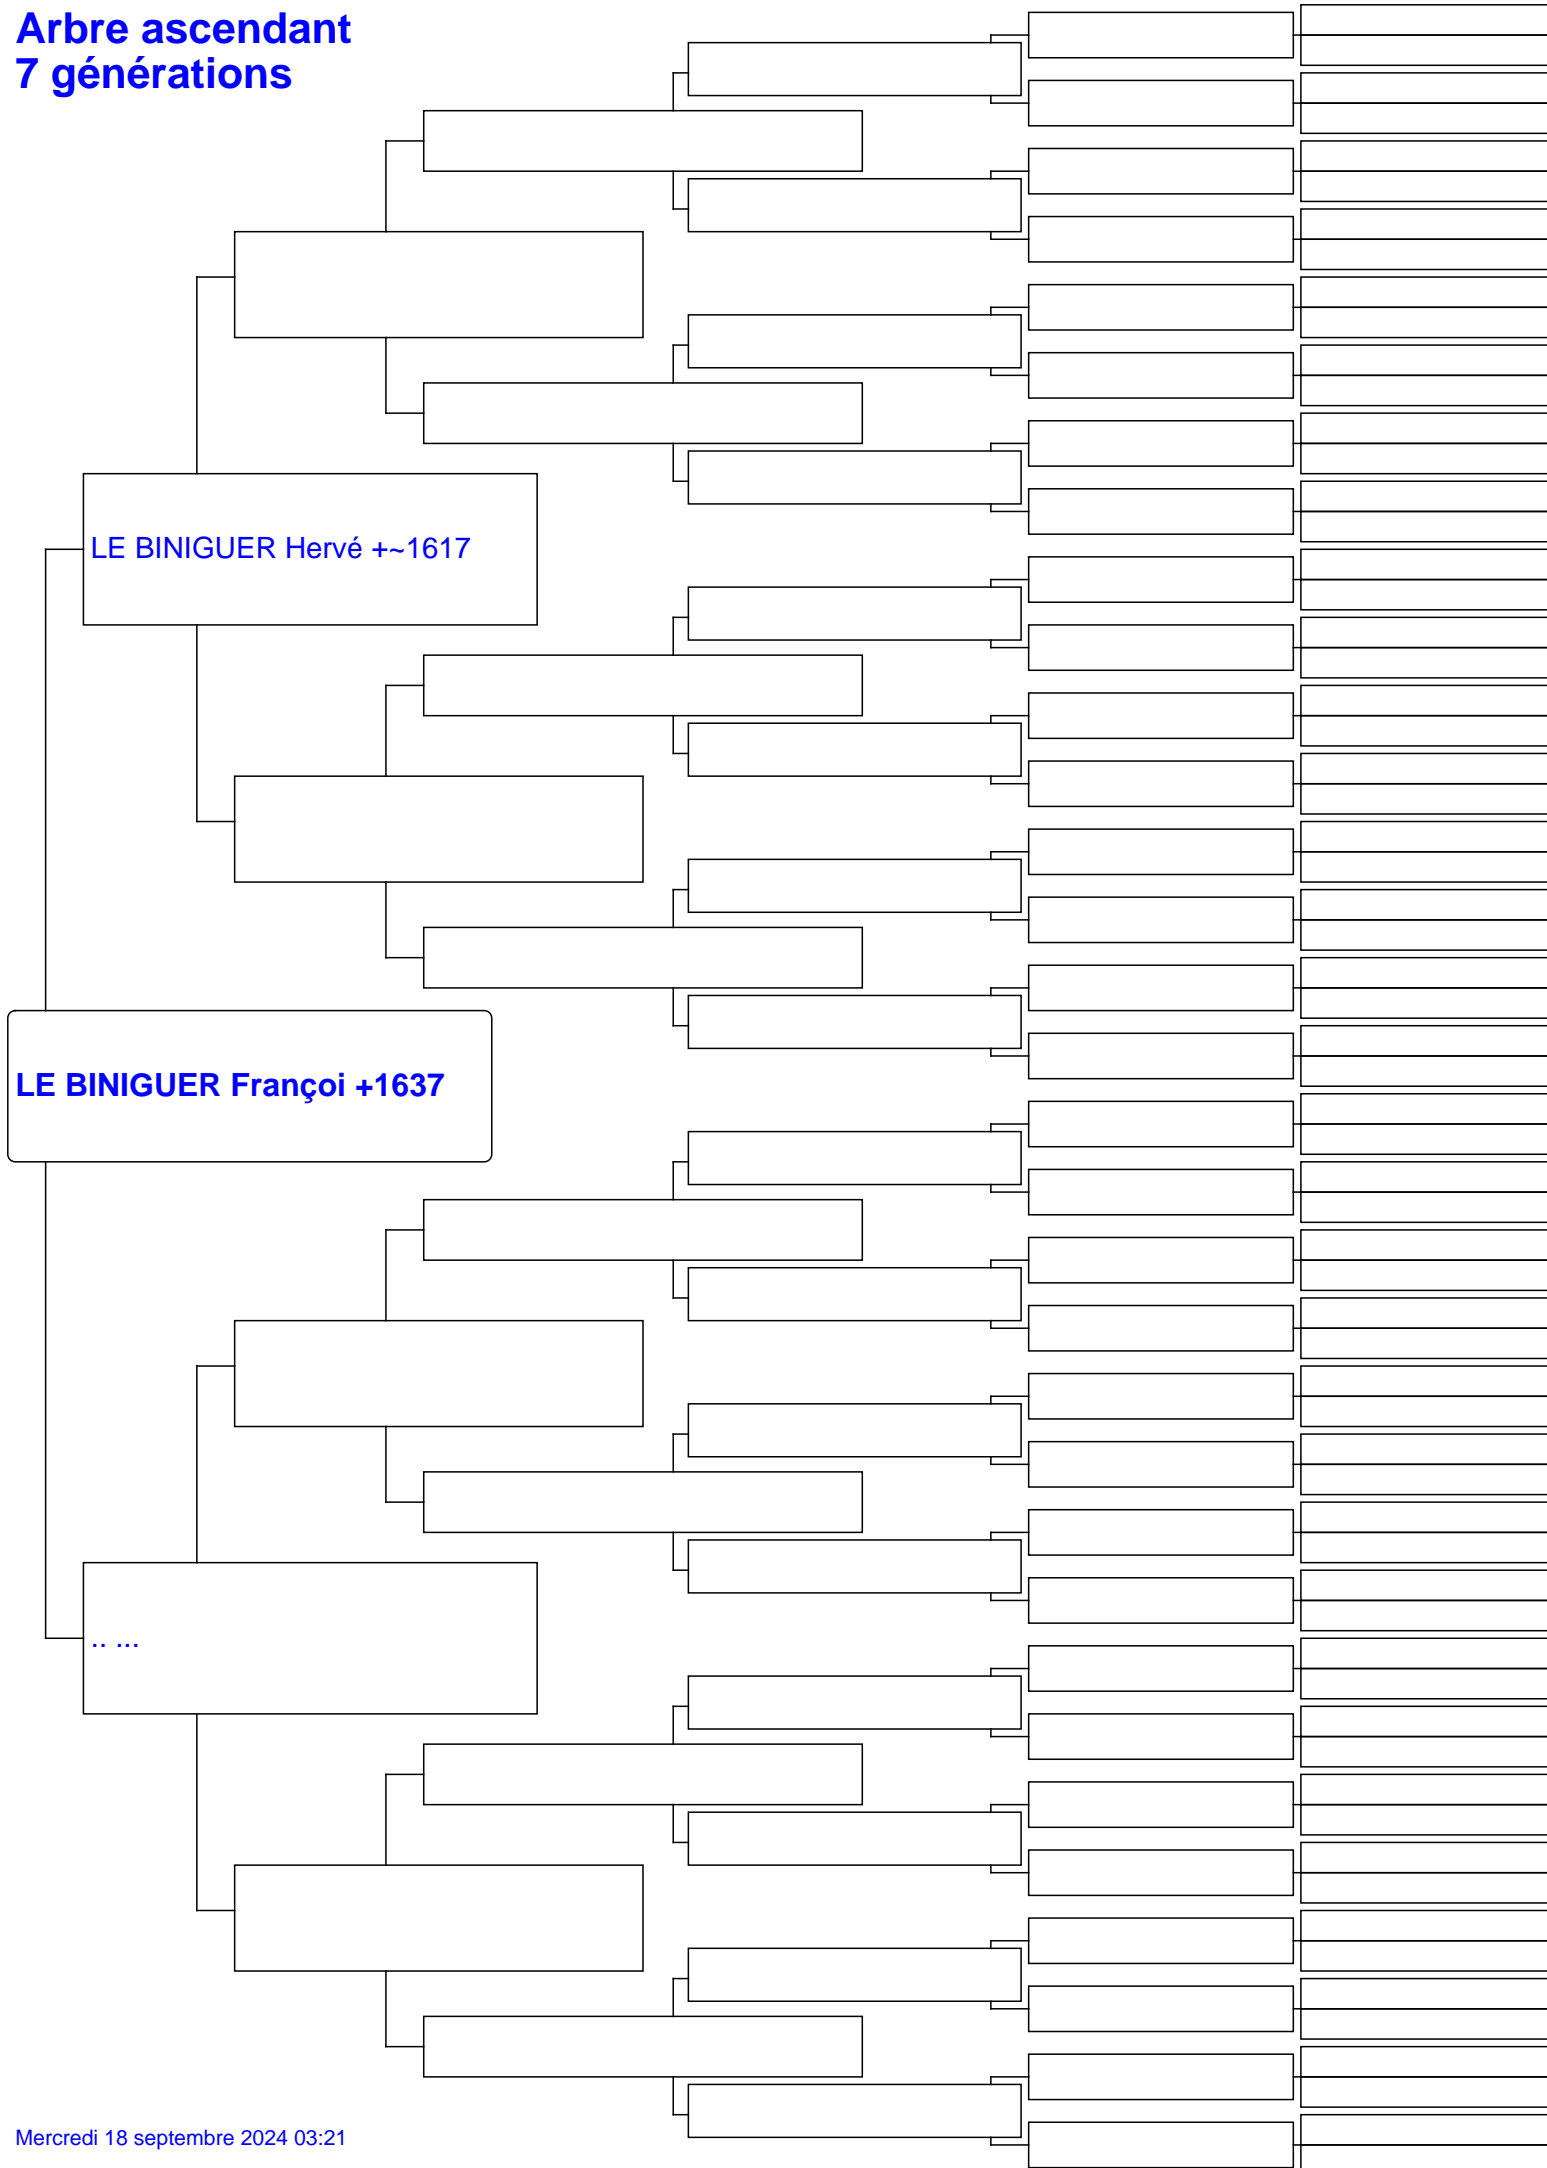 Arbre ascendant
7 générations
LE BINIGUER Hervé +~1617
LE BINIGUER Françoi +1637
.. ...
Mercredi 18 septembre 2024 03:21